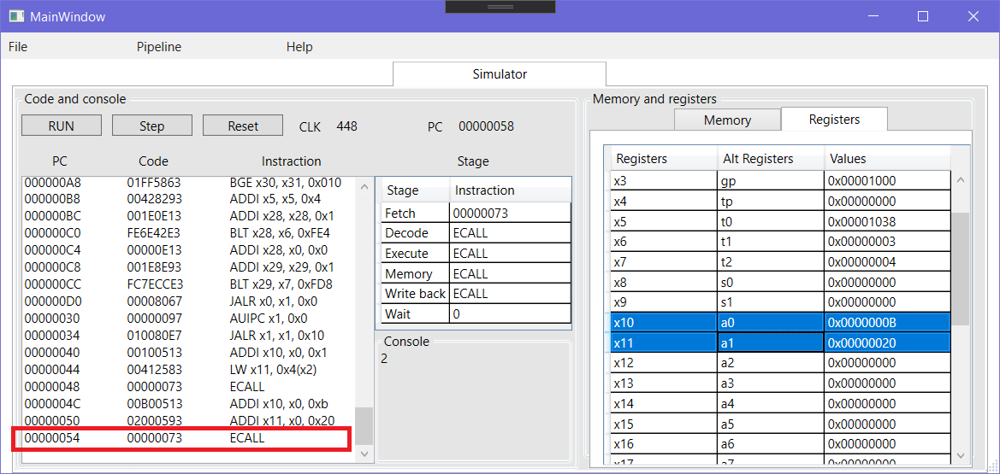 MainWindow
File Pipeline Help
Simulator
Code and console
RUN Step Reset CLK 448 PC 00000058
PC Code Instraction Stage
000000A8 01FF5863 BGE x30, x31, 0x010
000000B8 00428293 ADDI x5, x5, 0x4
000000BC 001E0E13 ADDI x28, x28, 0x1
000000C0 FE6E42E3 BLT x28, x6, 0xFE4
000000C4 00000E13 ADDI x28, x0, 0x0
000000C8 001E8E93 ADDI x29, x29, 0x1
000000CC FC7ECCE3 BLT x29, x7, 0xFD8
000000D0 00008067 JALR x0, x1, 0x0
00000030 00000097 AUIPC x1, 0x0
00000034 010080E7 JALR x1, x1, 0x10
00000040 00100513 ADDI x10, x0, 0x1
00000044 00412583 LW x11, 0x4(x2)
00000048 00000073 ECALL
0000004C 00B00513 ADDI x10, x0, 0xb
00000050 02000593 ADDI x11, x0, 0x20
00000054 00000073 ECALL
Stage Instraction
Fetch 00000073
Decode ECALL
Execute ECALL
Memory ECALL
Write back ECALL
Wait 0
Console
2
Memory and registers
Memory Registers
Registers Alt Registers Values
x3 gp 0x00001000
x4 tp 0x00000000
x5 t0 0x00001038
x6 t1 0x00000003
x7 t2 0x00000004
x8 s0 0x00000000
x9 s1 0x00000000
x10 a0 0x0000000B
x11 a1 0x00000020
x12 a2 0x00000000
x13 a3 0x00000000
x14 a4 0x00000000
x15 a5 0x00000000
x16 a6 0x00000000
x17 a7 0x00000000